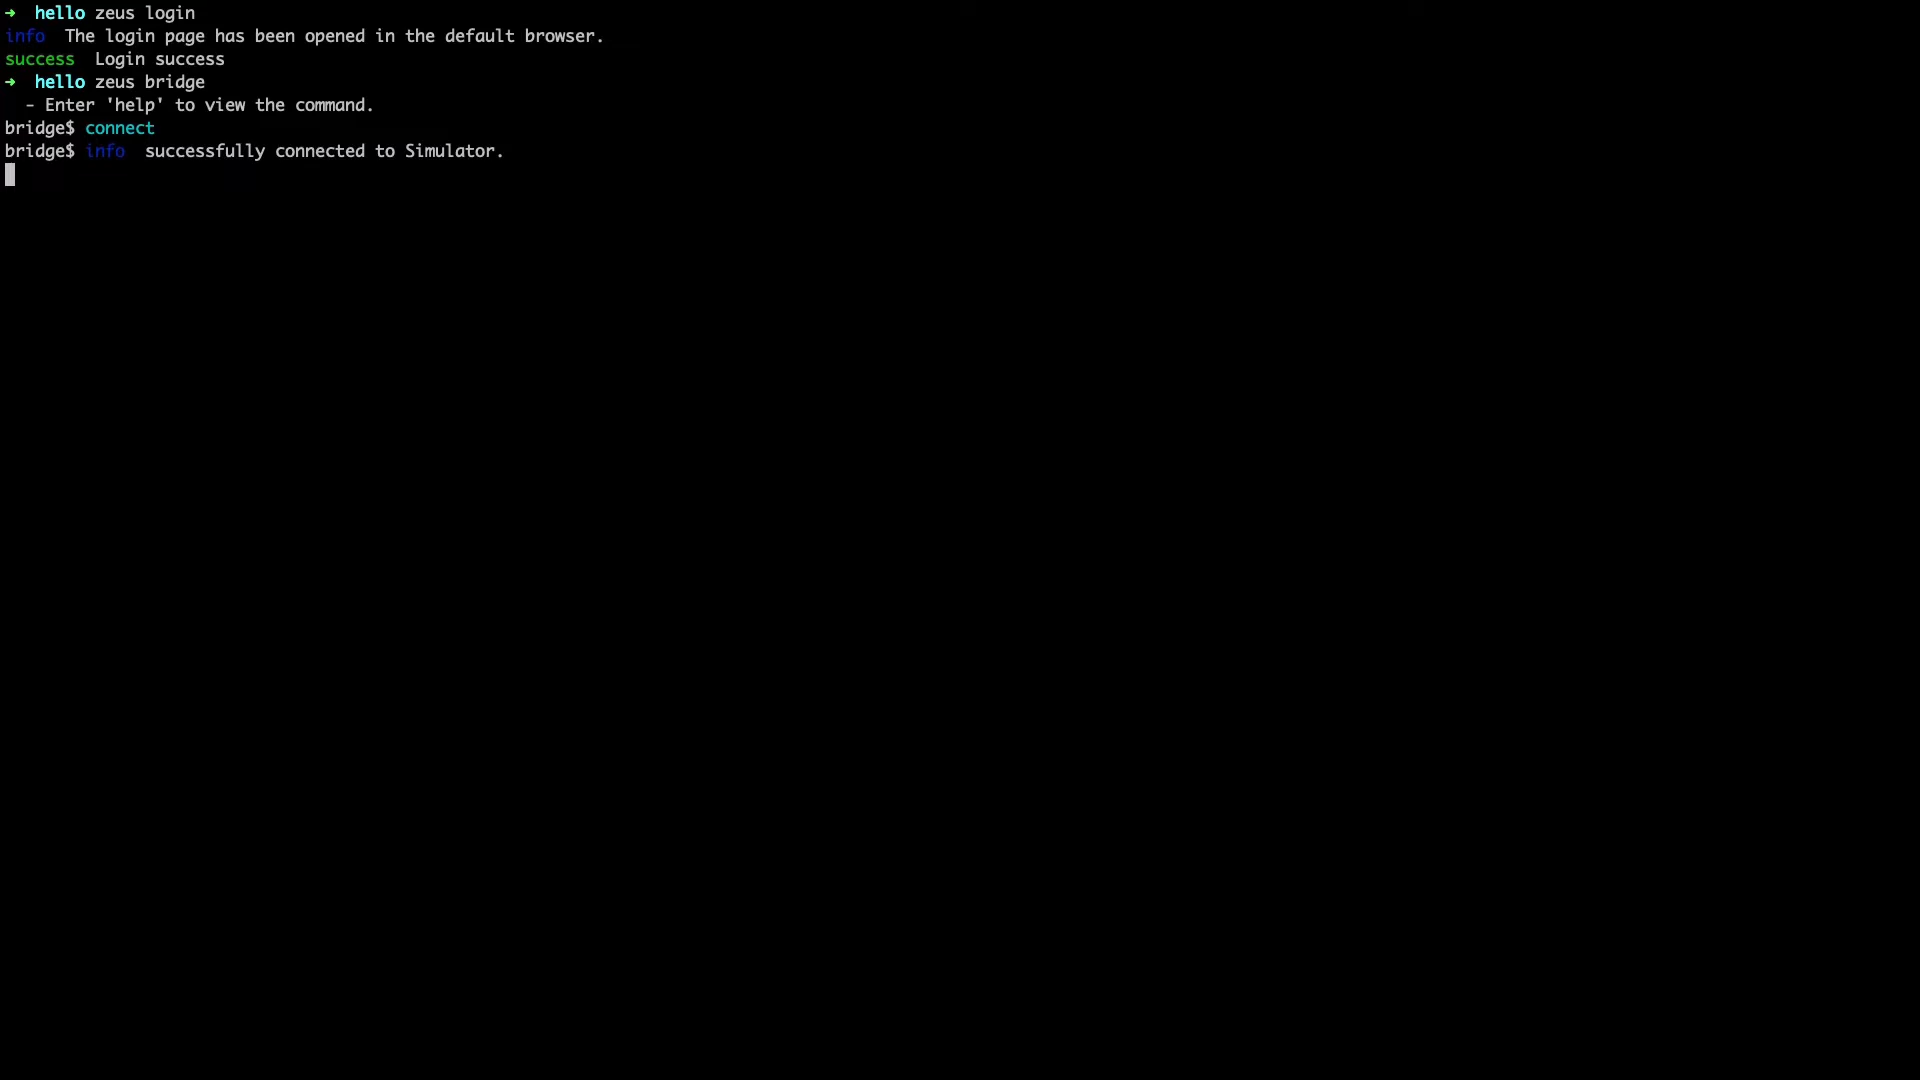 ➜  hello zeus login
info  The login page has been opened in the default browser.
success  Login success
➜  hello zeus bridge
  - Enter 'help' to view the command.
bridge$ connect
bridge$ info  successfully connected to Simulator.